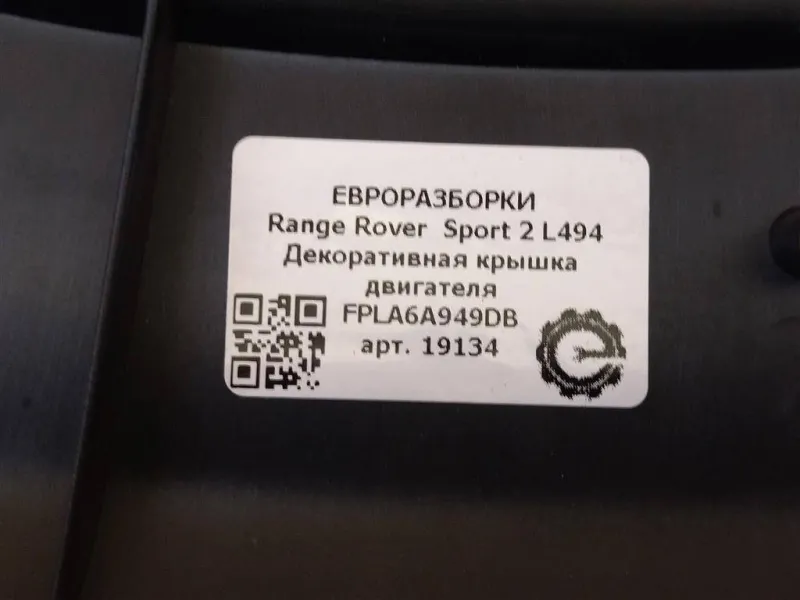 ЕВРОРАЗБОРКИ
Range Rover Sport 2 L494
Декоративная крышка
двигателя
FPLA6A949DB
арт. 19134